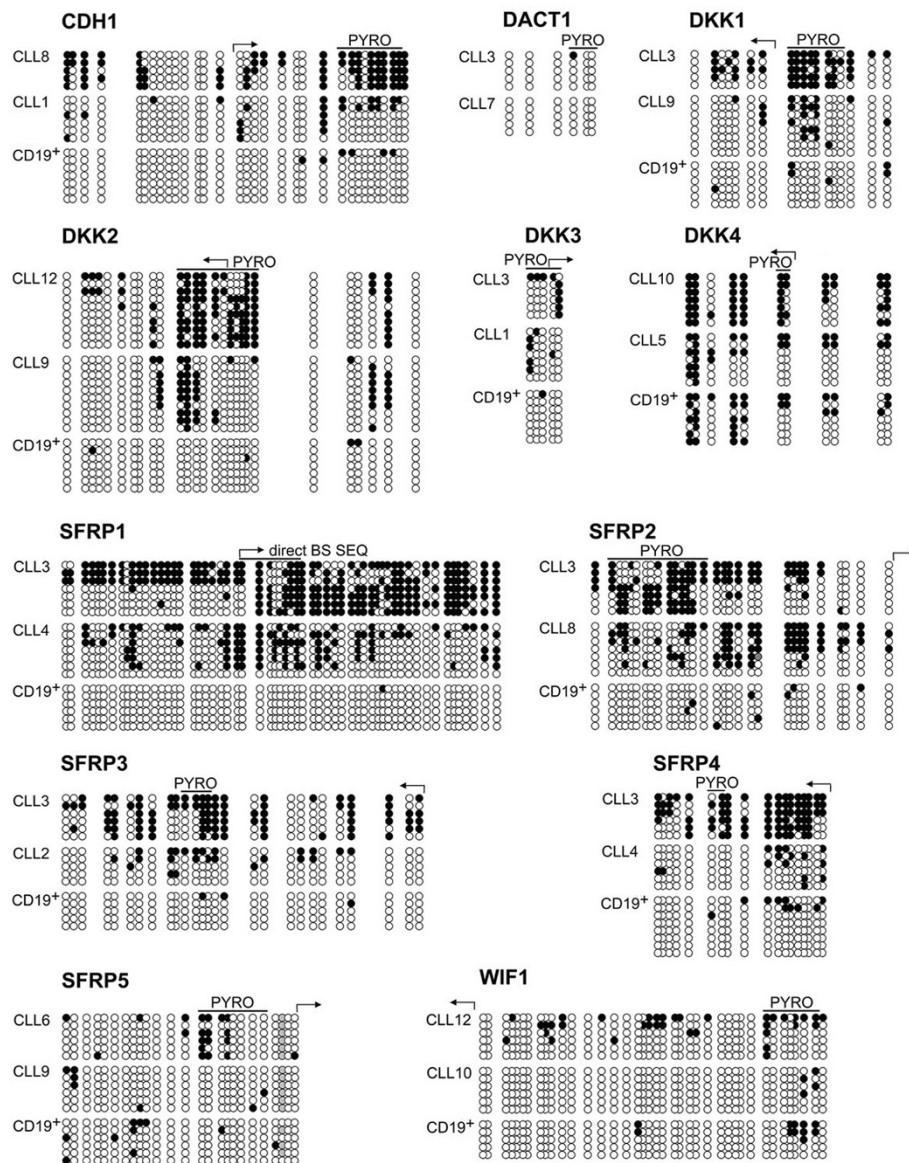 CDH1
PYRO
CLL8
CLL1
CD19+
DACT1
PYRO
CLL3
CLL7
DKK1
PYRO
CLL3
CLL9
CD19+
DKK2
PYRO
CLL12
CLL9
CD19+
DKK3
PYRO
CLL3
CLL1
CD19+
DKK4
PYRO
CLL10
CLL5
CD19+
SFRP1
direct BS SEQ
CLL3
CLL4
CD19+
SFRP2
PYRO
CLL3
CLL8
CD19+
SFRP3
PYRO
CLL3
CLL2
CD19+
SFRP4
PYRO
CLL3
CLL4
CD19+
SFRP5
PYRO
CLL6
CLL9
CD19+
WIF1
PYRO
CLL12
CLL10
CD19+